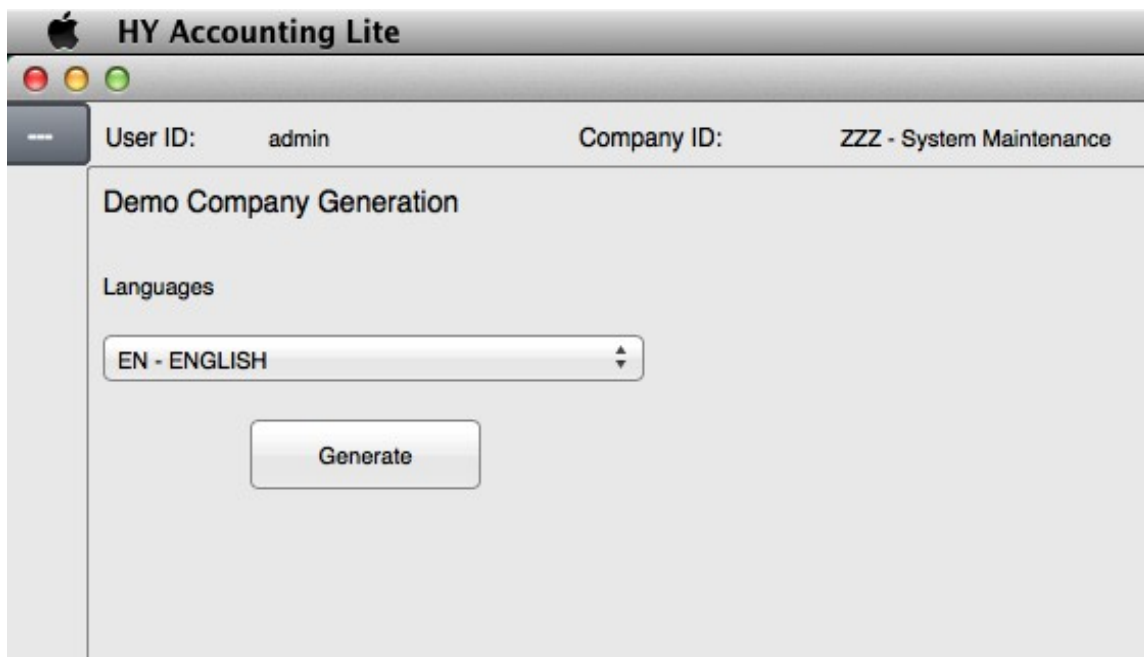 HY Accounting Lite
--- User ID: admin Company ID: ZZZ - System Maintenance
Demo Company Generation
Languages
EN - ENGLISH
Generate